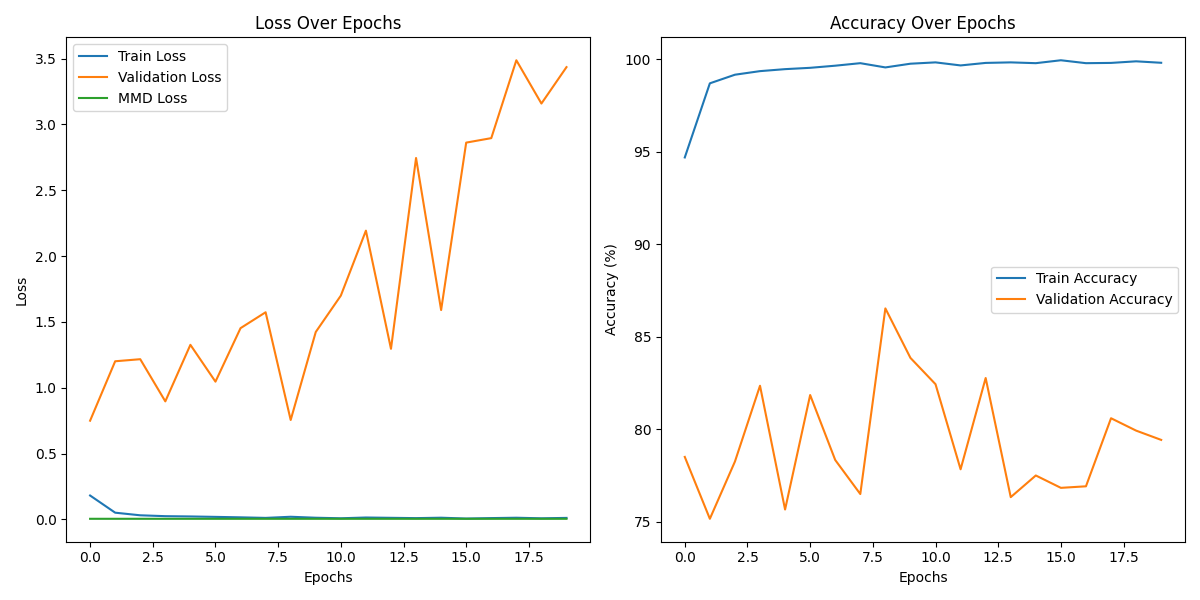 Loss Over Epochs
Train Loss
Validation Loss
MMD Loss
3.5
3.0
2.5
2.0
1.5
1.0
0.5
0.0
Loss
0.0 2.5 5.0 7.5 10.0 12.5 15.0 17.5
Epochs
Accuracy Over Epochs
100
95
90
85
80
75
Accuracy (%)
Train Accuracy
Validation Accuracy
0.0 2.5 5.0 7.5 10.0 12.5 15.0 17.5
Epochs